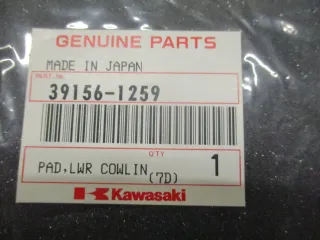 GENUINE PARTS
MADE IN JAPAN
PART. No.
39156-1259
QTY
PAD,LWR COWLIN(7D) 1
Kawasaki